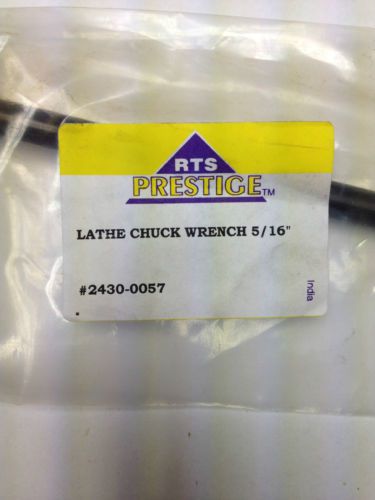 RTS
PRESTIGE™
LATHE CHUCK WRENCH 5/16"
#2430-0057
India